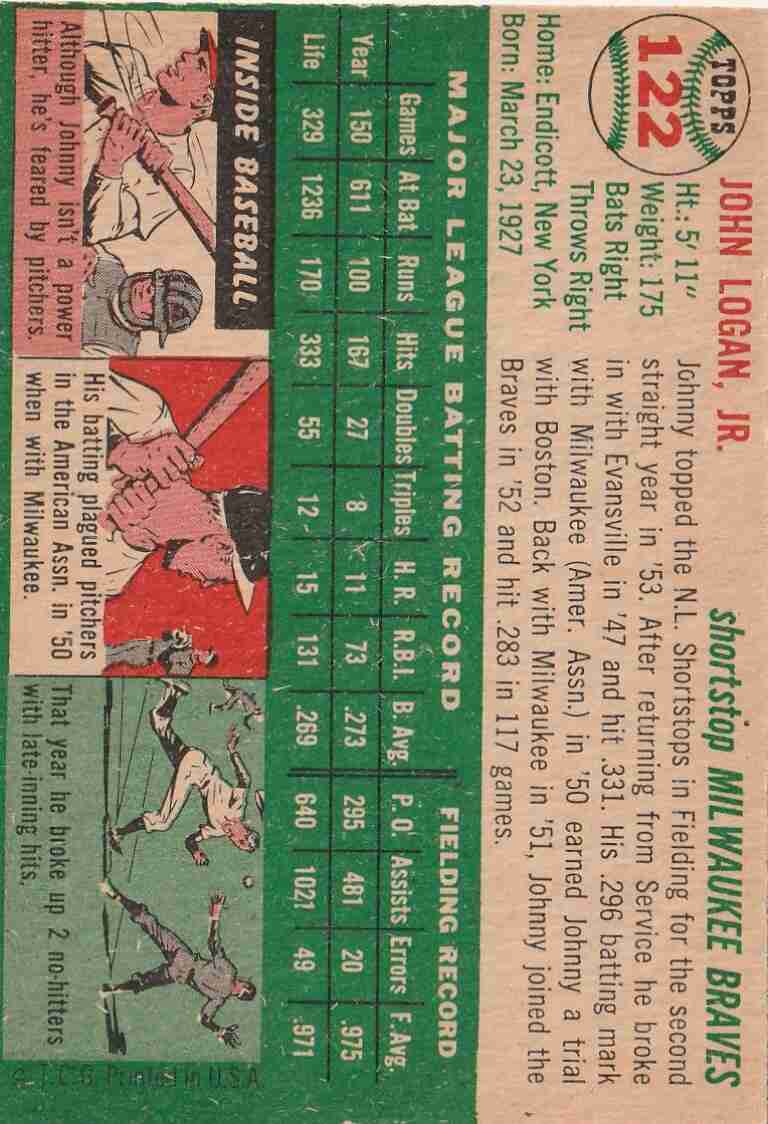 TOPPS
122
JOHN LOGAN, JR.
shortstop MILWAUKEE BRAVES
Ht.: 5' 11"
Weight: 175
Bats Right
Throws Right
Home: Endicott, New York
Born: March 23, 1927
Johnny topped the N.L. Shortstops in Fielding for the second
straight year in '53. After returning from Service he broke
in with Evansville in '47 and hit .331. His .296 batting mark
with Milwaukee (Amer. Assn.) in '50 earned Johnny a trial
with Boston. Back with Milwaukee in '51, Johnny joined the
Braves in '52 and hit .283 in 117 games.
MAJOR LEAGUE BATTING RECORD FIELDING RECORD
Games At Bat Runs Hits Doubles Triples H. R. R.B.I. B. Avg. P. O. Assists Errors F. Avg.
Year 150 611 100 167 27 8 11 73 .273 295 481 20 .975
Life 329 1236 170 333 55 12 15 131 .269 640 1021 49 .971
INSIDE BASEBALL
Although Johnny isn't a power
hitter, he's feared by pitchers.
His batting plagued pitchers
in the American Assn. in '50
when with Milwaukee.
That year he broke up 2 no-hitters
with late-inning hits.
© T.C.G. Printed in U.S.A.